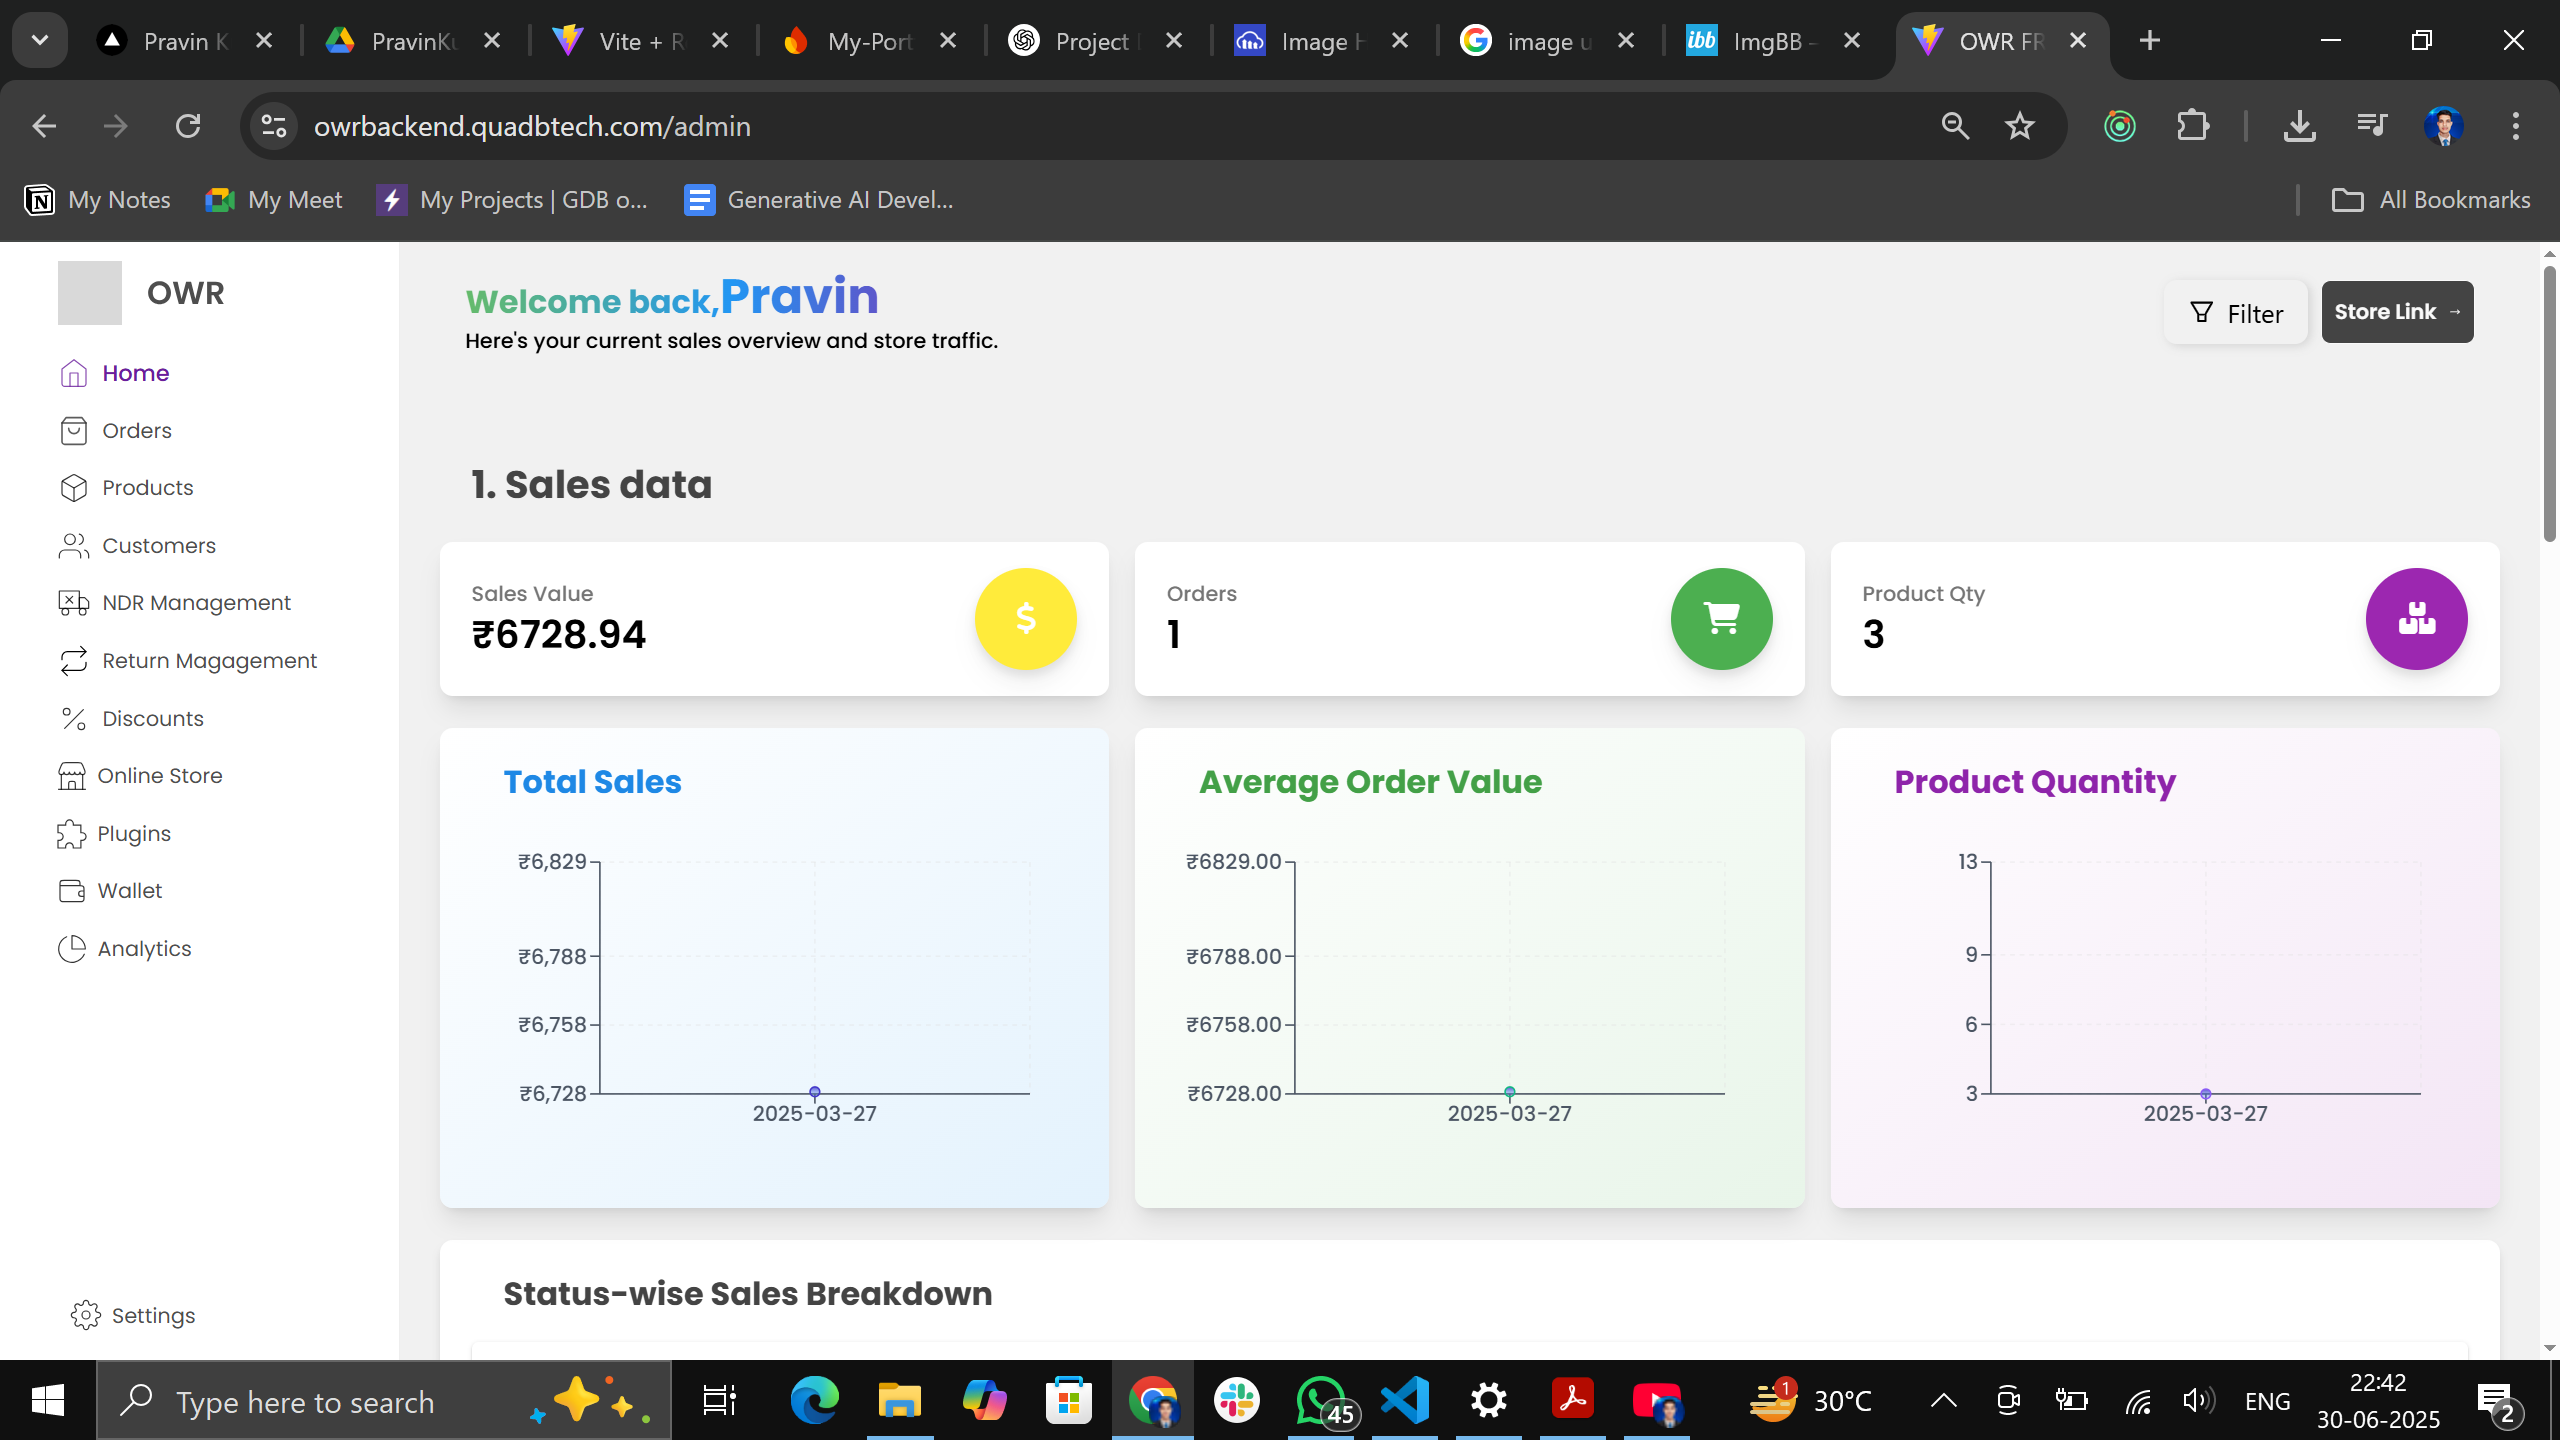 Pravin K
PravinKu
Vite + R
My-Port
Project
Image
image u
ibb
ImgBB -
OWR FR
owrbackend.quadbtech.com/admin
My Notes
My Meet
My Projects | GDB o...
Generative AI Devel...
All Bookmarks
OWR
Home
Orders
Products
Customers
NDR Management
Return Magagement
Discounts
Online Store
Plugins
Wallet
Analytics
Settings
Welcome back,Pravin
Here's your current sales overview and store traffic.
Filter
Store Link →
1. Sales data
Sales Value
₹6728.94
$
Orders
1
Product Qty
3
Total Sales
₹6,829
₹6,788
₹6,758
₹6,728
2025-03-27
Average Order Value
₹6829.00
₹6788.00
₹6758.00
₹6728.00
2025-03-27
Product Quantity
13
9
6
3
2025-03-27
Status-wise Sales Breakdown
Type here to search
45
1
30°C
ENG
22:42
30-06-2025
2